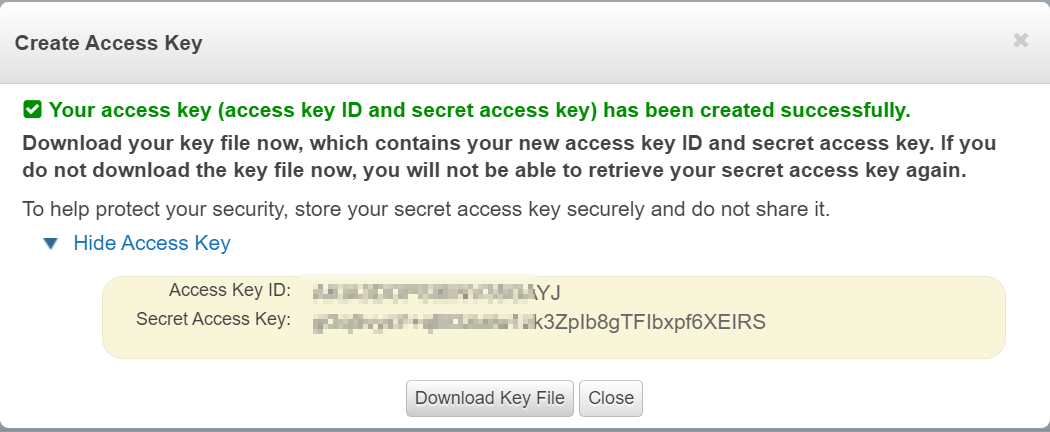 Create Access Key
Your access key (access key ID and secret access key) has been created successfully.
Download your key file now, which contains your new access key ID and secret access key. If you
do not download the key file now, you will not be able to retrieve your secret access key again.
To help protect your security, store your secret access key securely and do not share it.
Hide Access Key
Access Key ID:
Secret Access Key:
Download Key File Close